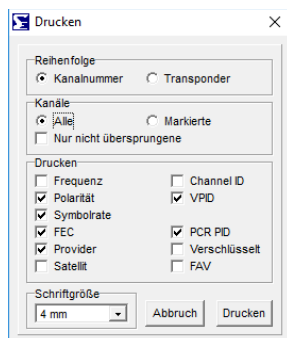 Drucken
Reihenfolge
Kanalnummer Transponder
Kanäle
Alle Markierte
Nur nicht übersprungene
Drucken
Frequenz Channel ID
Polarität VPID
Symbolrate
FEC PCR PID
Provider Verschlüsselt
Satellit FAV
Schriftgröße
4 mm Abbruch Drucken